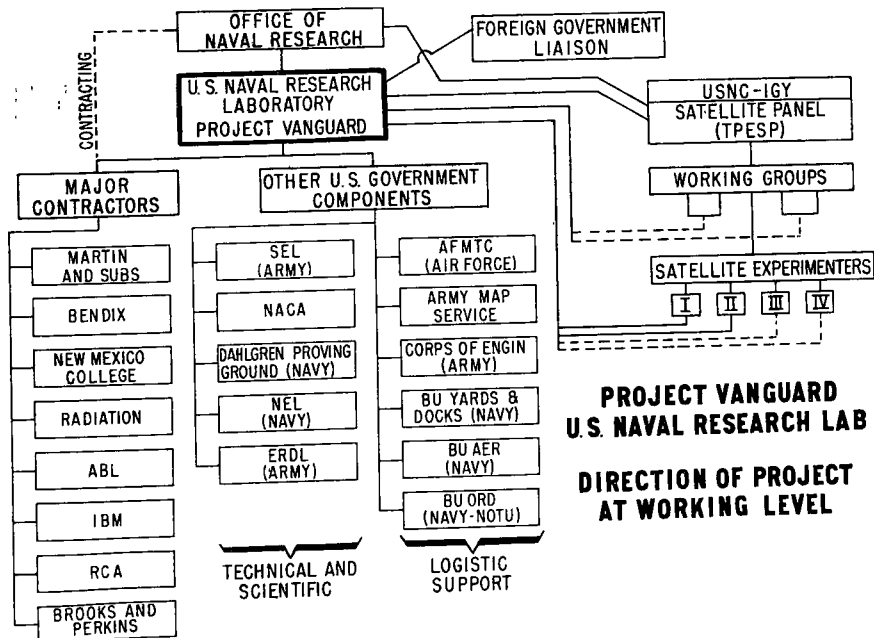 OFFICE OF
NAVAL RESEARCH
FOREIGN GOVERNMENT
LIAISON
CONTRACTING
U.S. NAVAL RESEARCH
LABORATORY
PROJECT VANGUARD
USNC-IGY
SATELLITE PANEL
(TPESP)
MAJOR
CONTRACTORS
OTHER U.S. GOVERNMENT
COMPONENTS
WORKING GROUPS
MARTIN
AND SUBS
BENDIX
NEW MEXICO
COLLEGE
RADIATION
ABL
IBM
RCA
BROOKS AND
PERKINS
SEL
(ARMY)
NACA
DAHLGREN PROVING
GROUND (NAVY)
NEL
(NAVY)
ERDL
(ARMY)
TECHNICAL AND
SCIENTIFIC
AFMTC
(AIR FORCE)
ARMY MAP
SERVICE
CORPS OF ENGIN
(ARMY)
BU YARDS &
DOCKS (NAVY)
BU AER
(NAVY)
BU ORD
(NAVY-NOTU)
LOGISTIC
SUPPORT
SATELLITE EXPERIMENTERS
I II III IV
PROJECT VANGUARD
U.S. NAVAL RESEARCH LAB
DIRECTION OF PROJECT
AT WORKING LEVEL